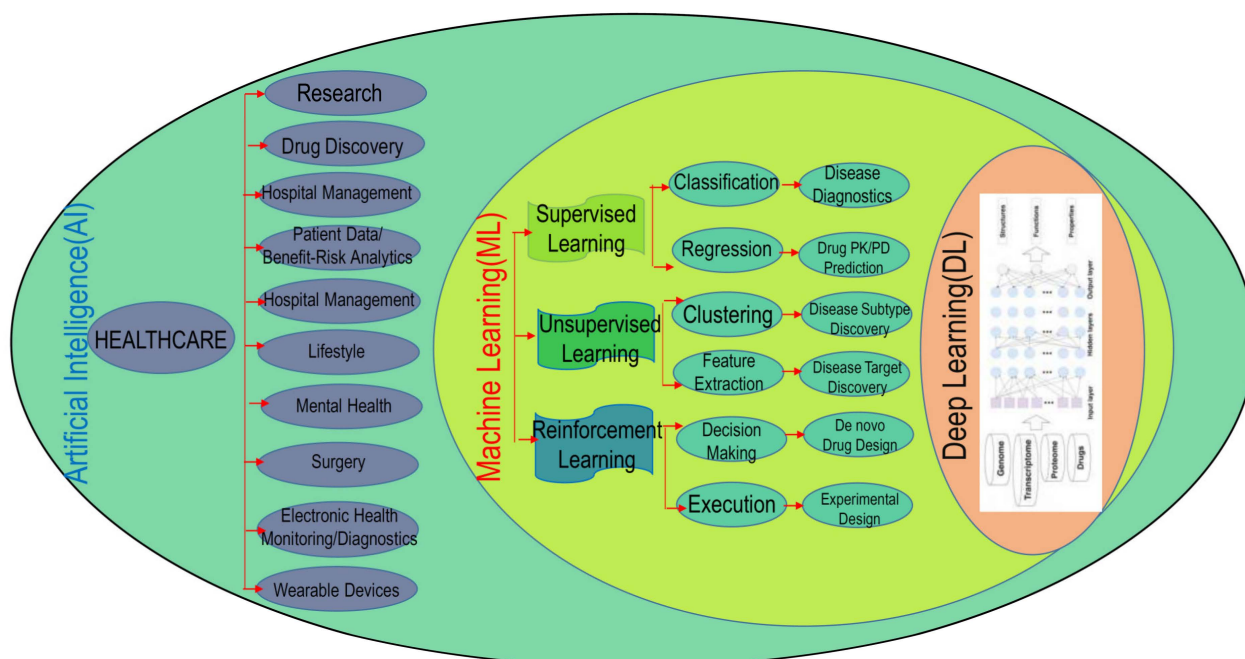 Artificial Intelligence(AI)
HEALTHCARE
Research
Drug Discovery
Hospital Management
Patient Data/
Benefit-Risk Analytics
Hospital Management
Lifestyle
Mental Health
Surgery
Electronic Health
Monitoring/Diagnostics
Wearable Devices
Machine Learning(ML)
Supervised
Learning
Classification
Disease
Diagnostics
Regression
Drug PK/PD
Prediction
Unsupervised
Learning
Clustering
Disease Subtype
Discovery
Feature
Extraction
Disease Target
Discovery
Reinforcement
Learning
Decision
Making
De novo
Drug Design
Execution
Experimental
Design
Deep Learning(DL)
Structures
Functions
Properties
Output layer
Hidden layers
Input layer
Genome
Transcriptome
Proteome
Drugs